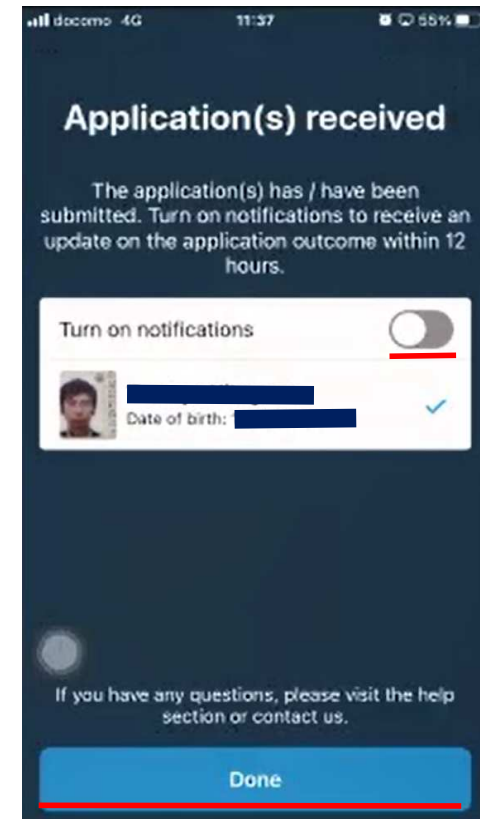 docomo 4G 11:37 55%
Application(s) received
The application(s) has / have been
submitted. Turn on notifications to receive an
update on the application outcome within 12
hours.
Turn on notifications
Date of birth:
If you have any questions, please visit the help
section or contact us.
Done